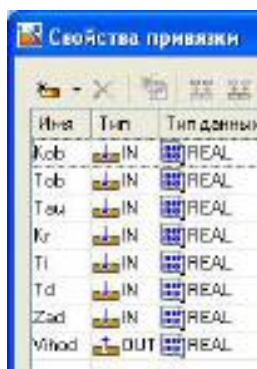 Свойства привязки
Имя Тип Тип данных
Kob IN REAL
Tob IN REAL
Tau IN REAL
Kr IN REAL
Ti IN REAL
Td IN REAL
Zad IN REAL
Vihod OUT REAL